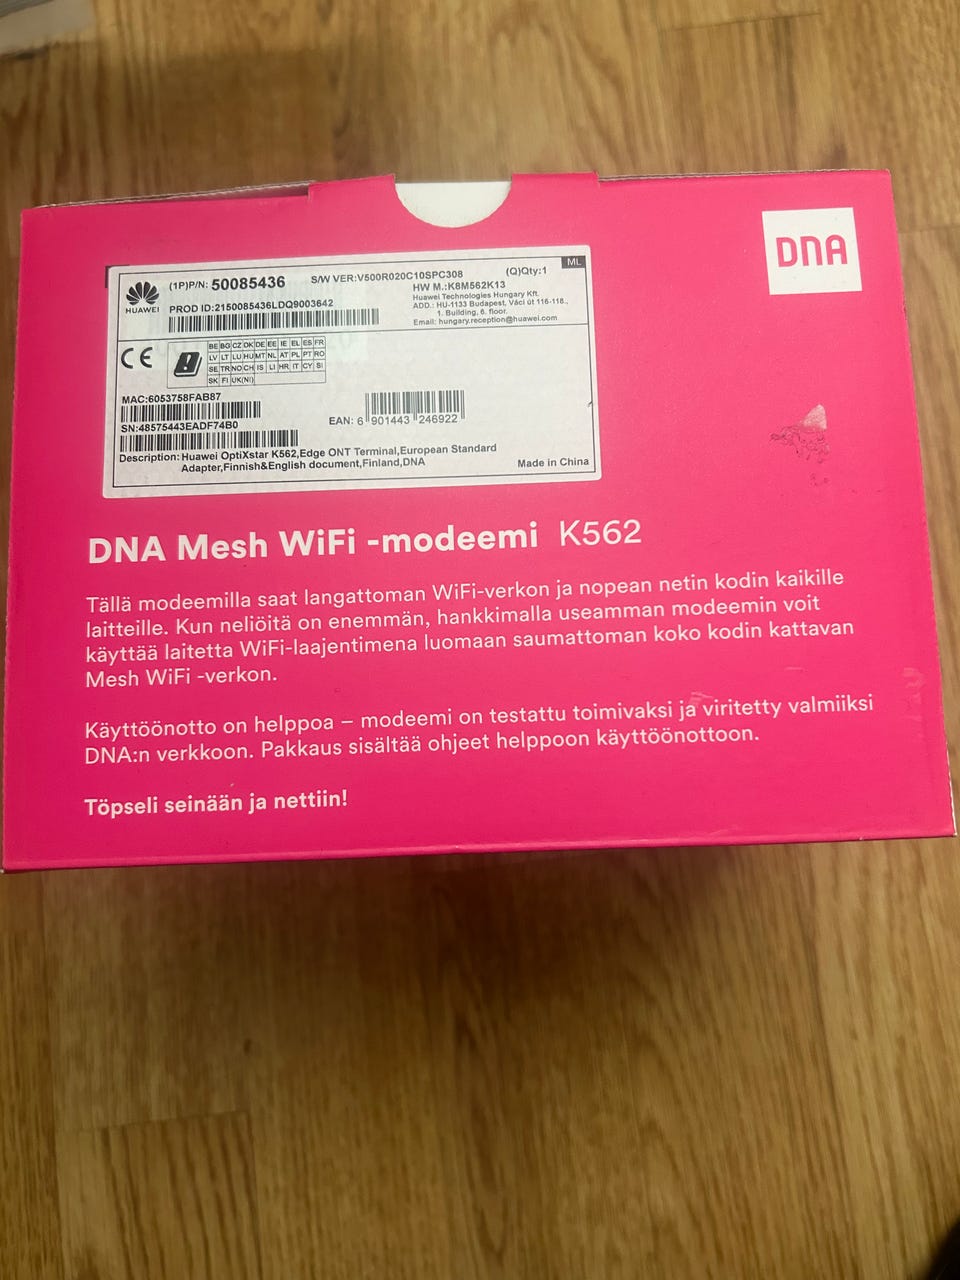 DNA
ML
HUAWEI
(1P)P/N: 50085436
S/W VER:V500R020C10SPC308
(Q)Qty:1
PROD ID:2150085436LDQ9003642
HW M.:K8M562K13
Huawei Technologies Hungary Kft.
ADD.: HU-1133 Budapest, Váci út 116-118.,
1. Building, 6. floor.
Email: hungary.reception@huawei.com
CE
BE BG CZ DK DE EE IE EL ES FR
LV LT LU HU MT NL AT PL PT RO
SE TR NO CH IS LI HR IT CY SI
SK FI UK(NI)
MAC:6053758FAB87
SN:48575443EADF74B0
EAN: 6 901443 246922
Description: Huawei OptiXstar K562,Edge ONT Terminal,European Standard
Adapter,Finnish&English document,Finland,DNA
Made in China
DNA Mesh WiFi -modeemi K562
Tällä modeemilla saat langattoman WiFi-verkon ja nopean netin kodin kaikille
laitteille. Kun neliöitä on enemmän, hankkimalla useamman modeemin voit
käyttää laitetta WiFi-laajentimena luomaan saumattoman koko kodin kattavan
Mesh WiFi -verkon.
Käyttöönotto on helppoa – modeemi on testattu toimivaksi ja viritetty valmiiksi
DNA:n verkkoon. Pakkaus sisältää ohjeet helppoon käyttöönottoon.
Töpseli seinään ja nettiin!